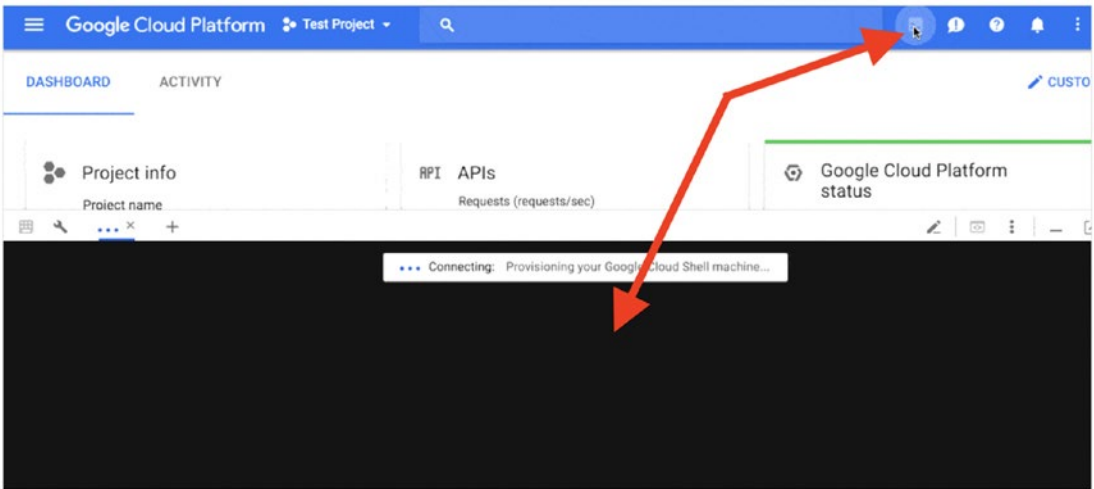 Google Cloud Platform Test Project
DASHBOARD ACTIVITY CUSTO
Project info
Project name
API APIs
Requests (requests/sec)
Google Cloud Platform
status
Connecting: Provisioning your Google Cloud Shell machine...